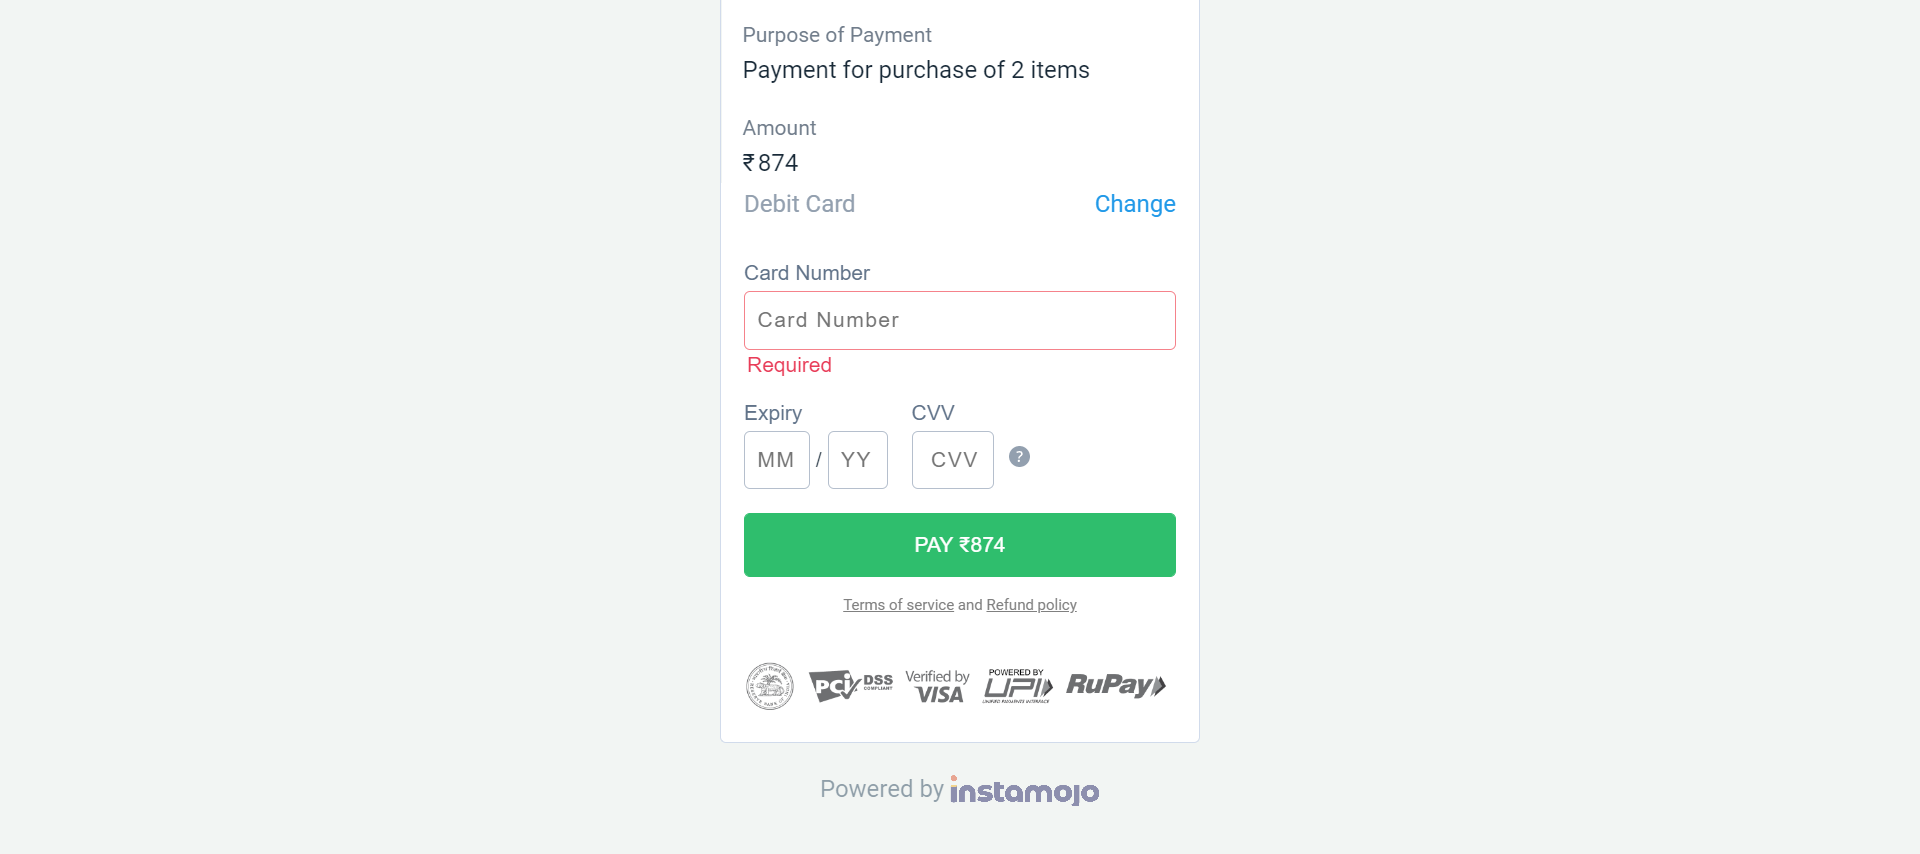 Purpose of Payment
Payment for purchase of 2 items
Amount
₹874
Debit Card Change
Card Number
Card Number
Required
Expiry CVV
MM / YY CVV ?
PAY ₹874
Terms of service and Refund policy
PCI DSS COMPLIANT
Verified by VISA
POWERED BY UPI UNIFIED PAYMENTS INTERFACE
RuPay
Powered by instamojo